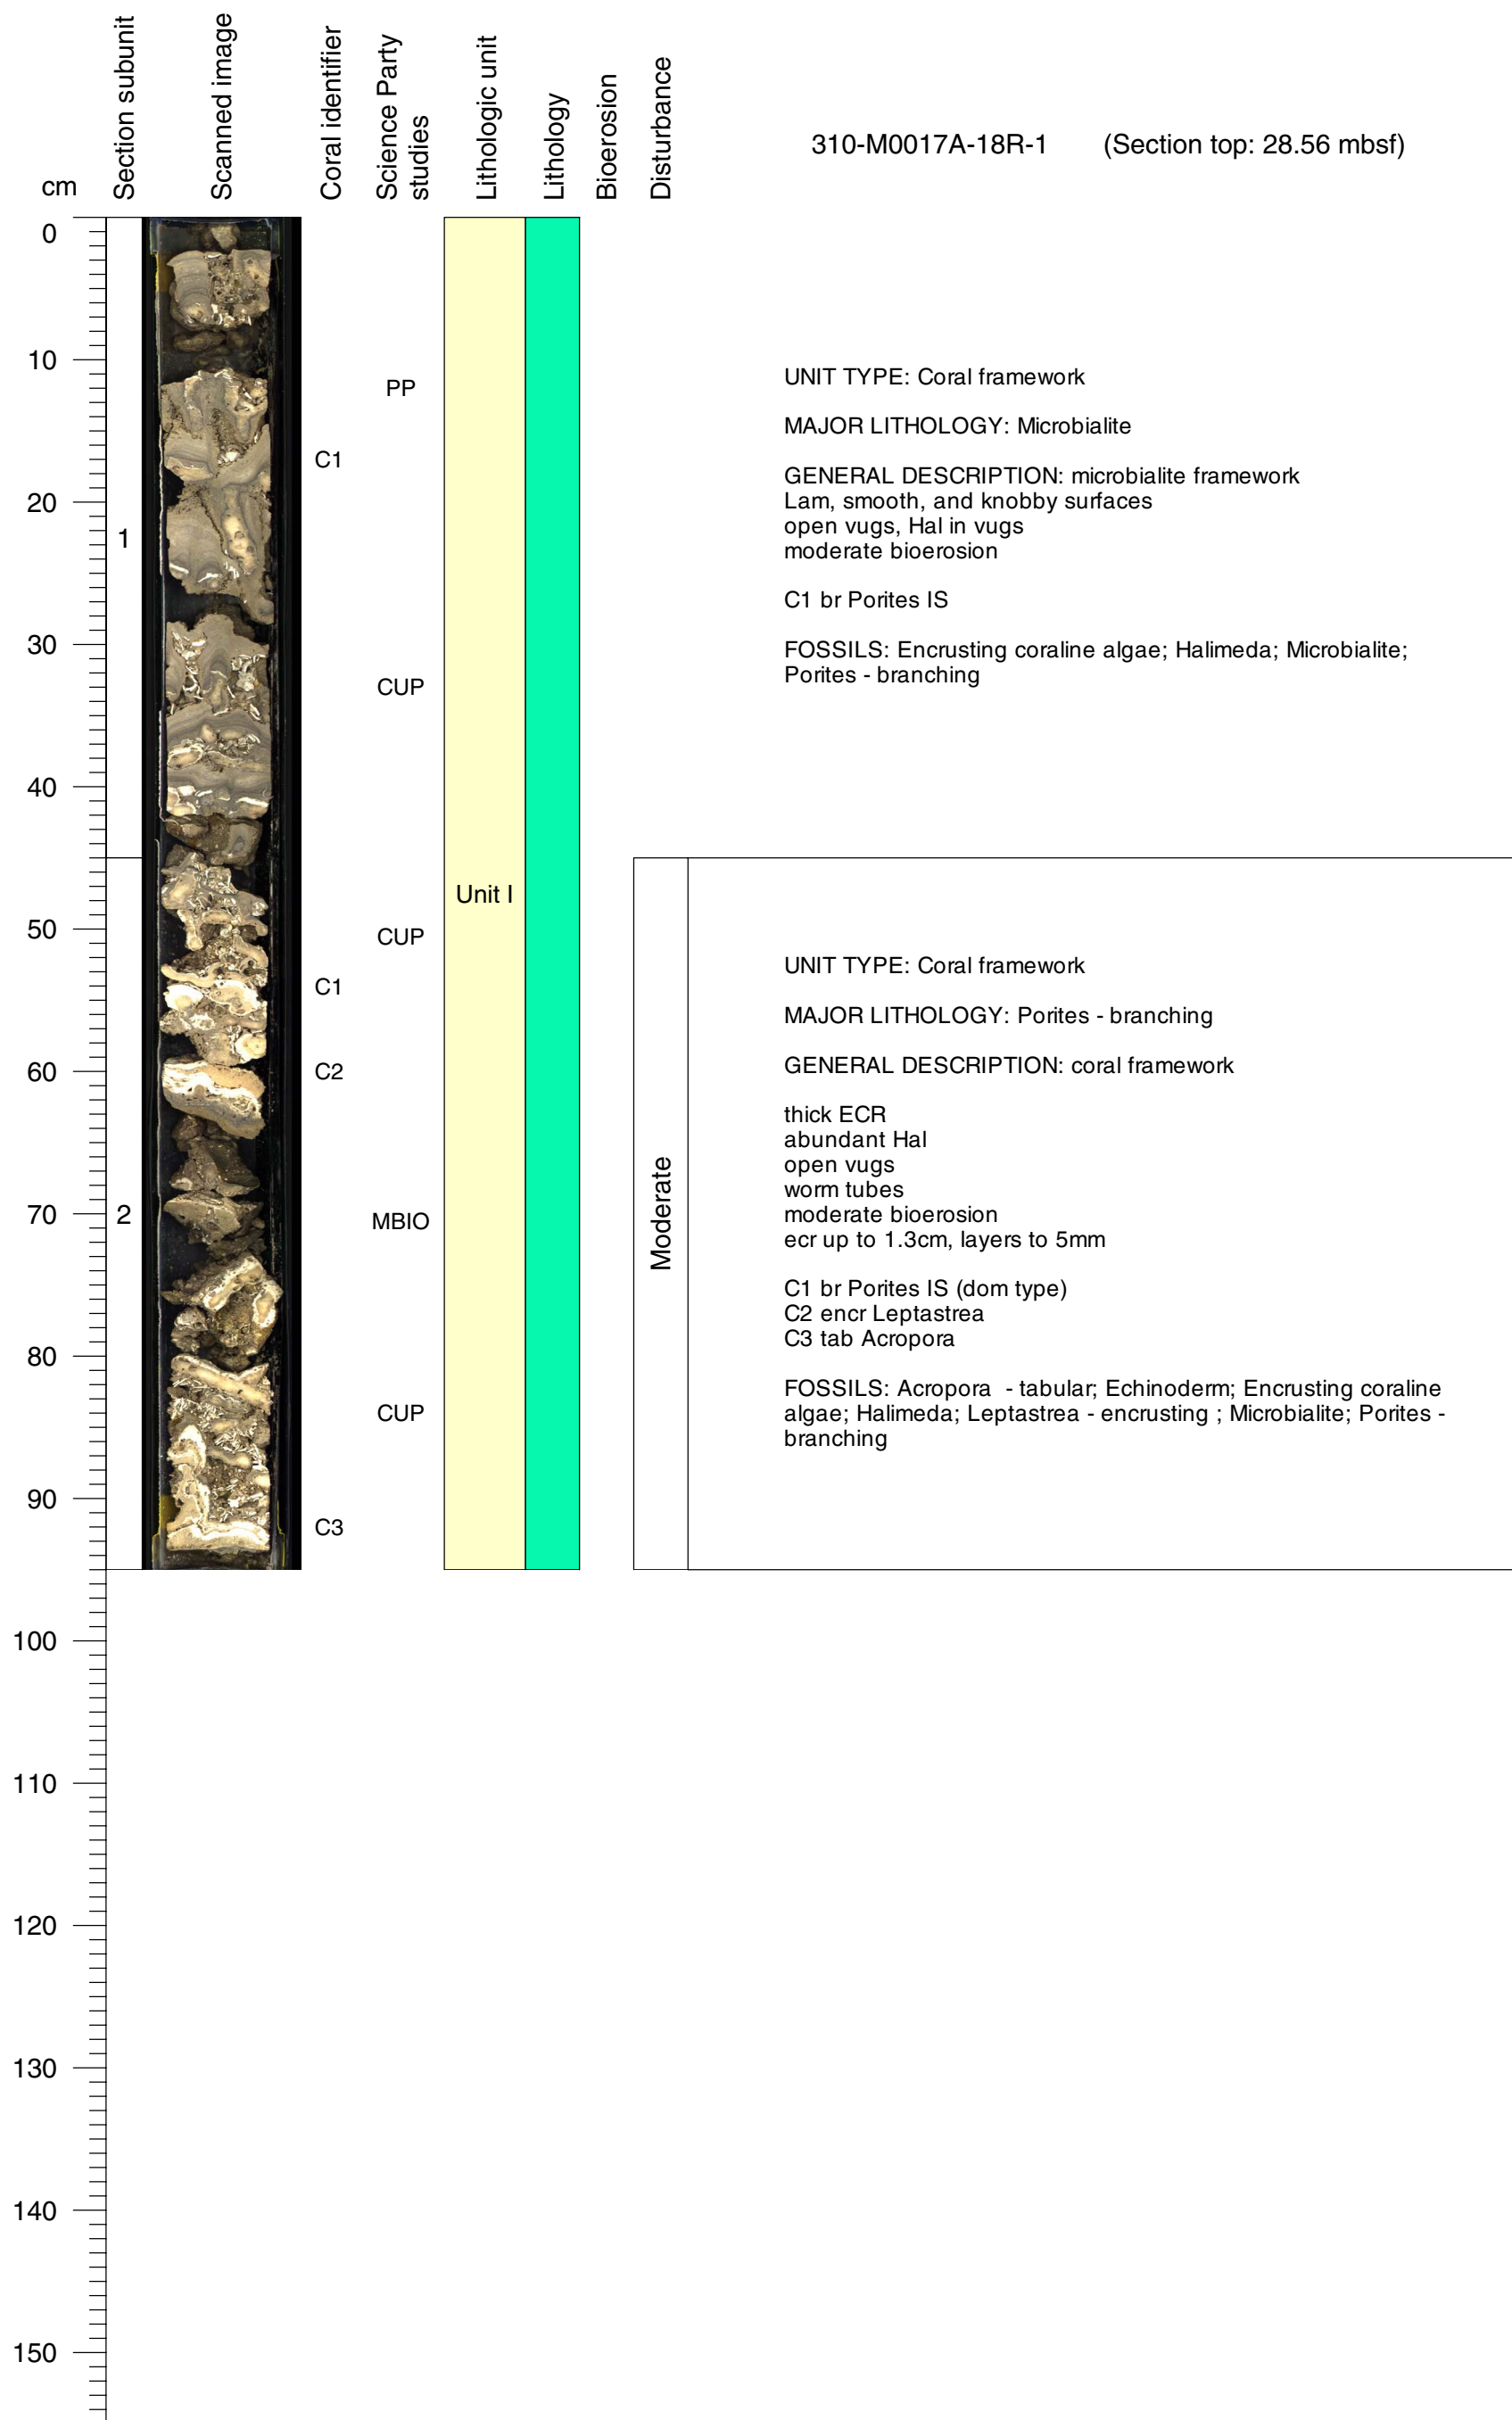 cm
Section subunit
Scanned image
Coral identifier
Science Party
studies
Lithologic unit
Lithology
Bioerosion
Disturbance
310-M0017A-18R-1 (Section top: 28.56 mbsf)
0
10
20
30
40
50
60
70
80
90
100
110
120
130
140
150
1
2
C1
C1
C2
C3
PP
CUP
CUP
MBIO
CUP
Unit I
Moderate
UNIT TYPE: Coral framework
MAJOR LITHOLOGY: Microbialite
GENERAL DESCRIPTION: microbialite framework
Lam, smooth, and knobby surfaces
open vugs, Hal in vugs
moderate bioerosion
C1 br Porites IS
FOSSILS: Encrusting coraline algae; Halimeda; Microbialite;
Porites - branching
UNIT TYPE: Coral framework
MAJOR LITHOLOGY: Porites - branching
GENERAL DESCRIPTION: coral framework
thick ECR
abundant Hal
open vugs
worm tubes
moderate bioerosion
ecr up to 1.3cm, layers to 5mm
C1 br Porites IS (dom type)
C2 encr Leptastrea
C3 tab Acropora
FOSSILS: Acropora - tabular; Echinoderm; Encrusting coraline
algae; Halimeda; Leptastrea - encrusting ; Microbialite; Porites -
branching